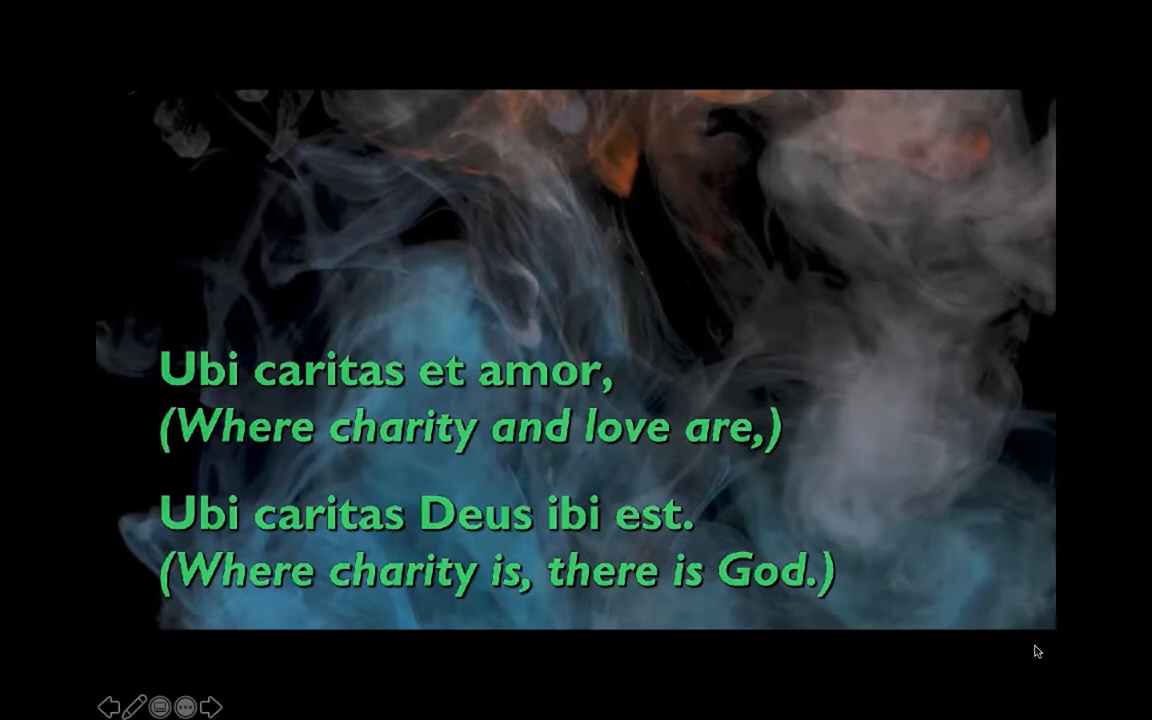 Ubi caritas et amor,
(Where charity and love are,)
Ubi caritas Deus ibi est.
(Where charity is, there is God.)